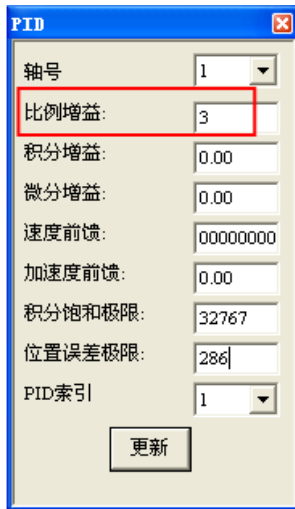 PID
轴号 1
比例增益: 3
积分增益: 0.00
微分增益: 0.00
速度前馈: 00000000
加速度前馈: 0.00
积分饱和极限: 32767
位置误差极限: 286
PID索引 1
更新